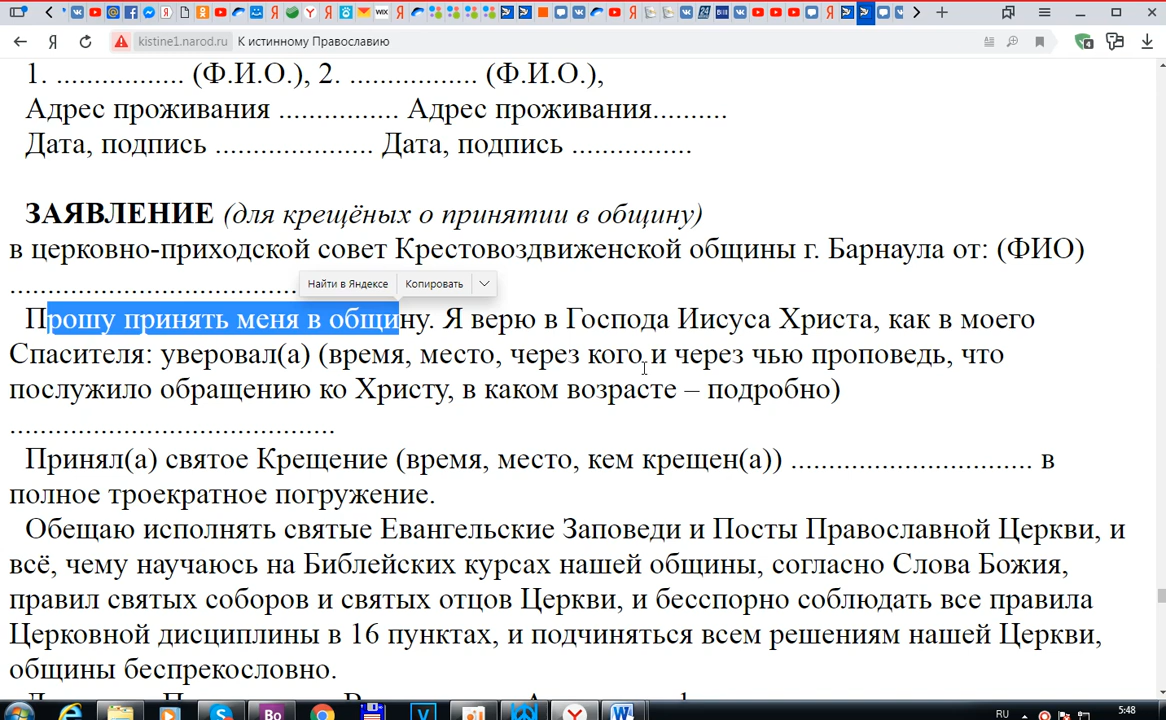 kistine1.narod.ru К истинному Православию
1. ................. (Ф.И.О.), 2. ................. (Ф.И.О.),
Адрес проживания ................ Адрес проживания..........
Дата, подпись ..................... Дата, подпись ................
ЗАЯВЛЕНИЕ (для крещёных о принятии в общину)
в церковно-приходской совет Крестовоздвиженской общины г. Барнаула от: (ФИО)
......................................
Найти в Яндексе Копировать
Прошу принять меня в общину. Я верю в Господа Иисуса Христа, как в моего
Спасителя: уверовал(а) (время, место, через кого и через чью проповедь, что
послужило обращению ко Христу, в каком возрасте – подробно)
...........................................
Принял(а) святое Крещение (время, место, кем крещен(а)) ................................ в
полное троекратное погружение.
Обещаю исполнять святые Евангельские Заповеди и Посты Православной Церкви, и
всё, чему научаюсь на Библейских курсах нашей общины, согласно Слова Божия,
правил святых соборов и святых отцов Церкви, и бесспорно соблюдать все правила
Церковной дисциплины в 16 пунктах, и подчиняться всем решениям нашей Церкви,
общины беспрекословно.
RU 5:48